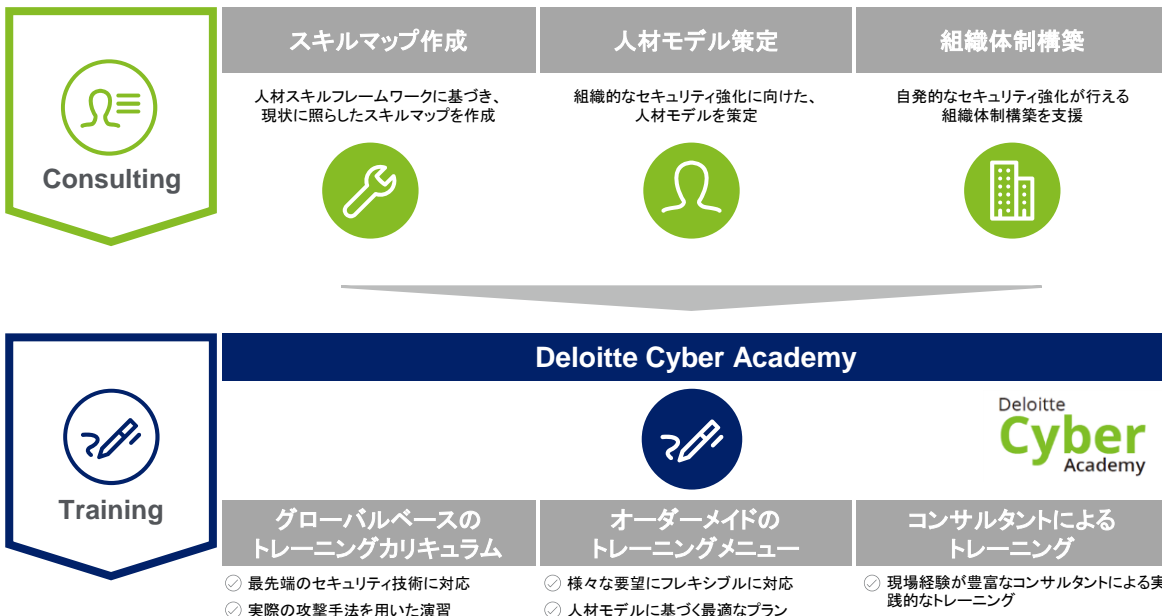 スキルマップ作成
人材モデル策定
組織体制構築
人材スキルフレームワークに基づき、
現状に照らしたスキルマップを作成
組織的なセキュリティ強化に向けた、
人材モデルを策定
自発的なセキュリティ強化が行える
組織体制構築を支援
Consulting
Deloitte Cyber Academy
Deloitte
Cyber
Academy
Training
グローバルベースの
トレーニングカリキュラム
オーダーメイドの
トレーニングメニュー
コンサルタントによる
トレーニング
最先端のセキュリティ技術に対応
実際の攻撃手法を用いた演習
様々な要望にフレキシブルに対応
人材モデルに基づく最適なプラン
現場経験が豊富なコンサルタントによる実
践的なトレーニング